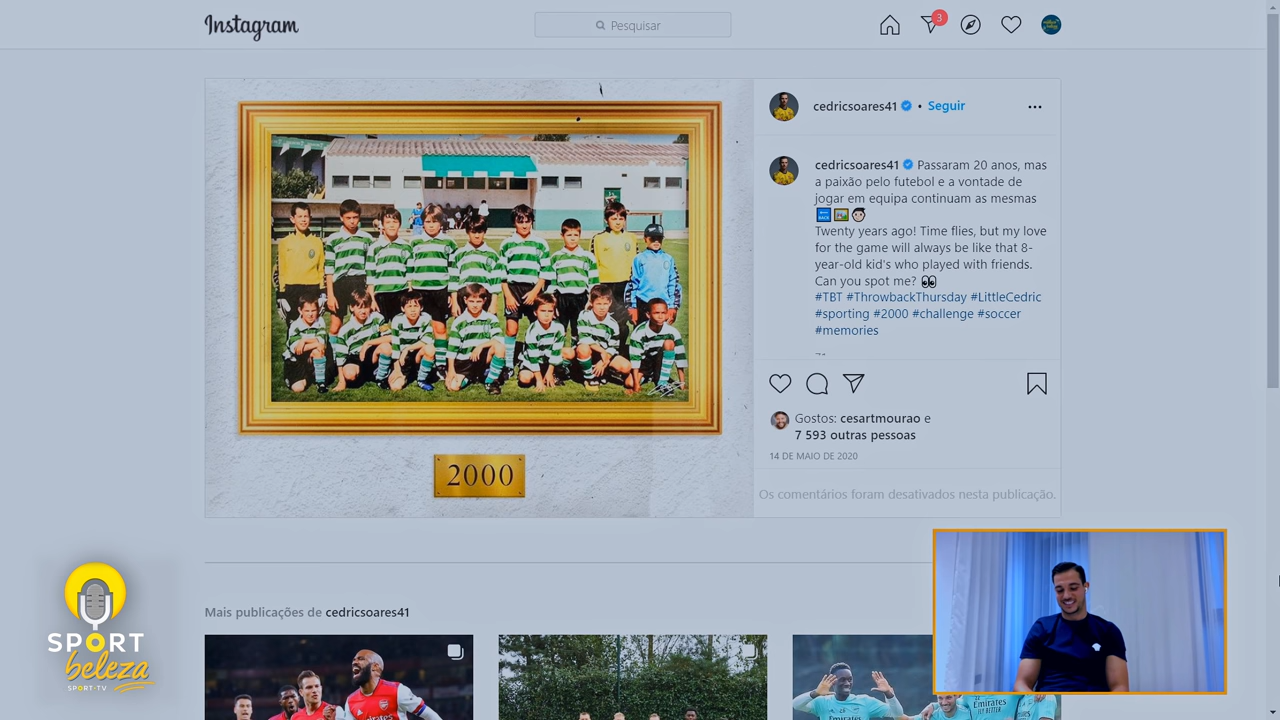 Instagram
Pesquisar
3
cedricsoares41 • Seguir
cedricsoares41 Passaram 20 anos, mas
a paixão pelo futebol e a vontade de
jogar em equipa continuam as mesmas
BACK
Twenty years ago! Time flies, but my love
for the game will always be like that 8-
year-old kid's who played with friends.
Can you spot me?
#TBT #ThrowbackThursday #LittleCedric
#sporting #2000 #challenge #soccer
#memories
Gostos: cesartmourao e
7 593 outras pessoas
14 DE MAIO DE 2020
Os comentários foram desativados nesta publicação.
2000
Mais publicações de cedricsoares41
SPORT
beleza
SPORT•TV